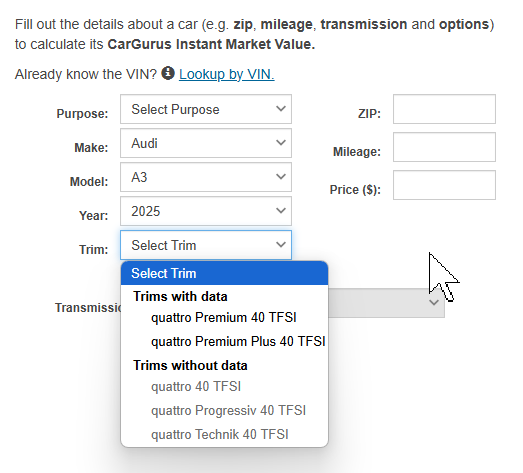 Fill out the details about a car (e.g. zip, mileage, transmission and options)
to calculate its CarGurus Instant Market Value.
Already know the VIN? Lookup by VIN.
Purpose: Select Purpose ZIP:
Make: Audi
Mileage:
Model: A3
Price ($):
Year: 2025
Trim: Select Trim
Select Trim
Trims with data
Transmissio
quattro Premium 40 TFSI
quattro Premium Plus 40 TFSI
Trims without data
quattro 40 TFSI
quattro Progressiv 40 TFSI
quattro Technik 40 TFSI